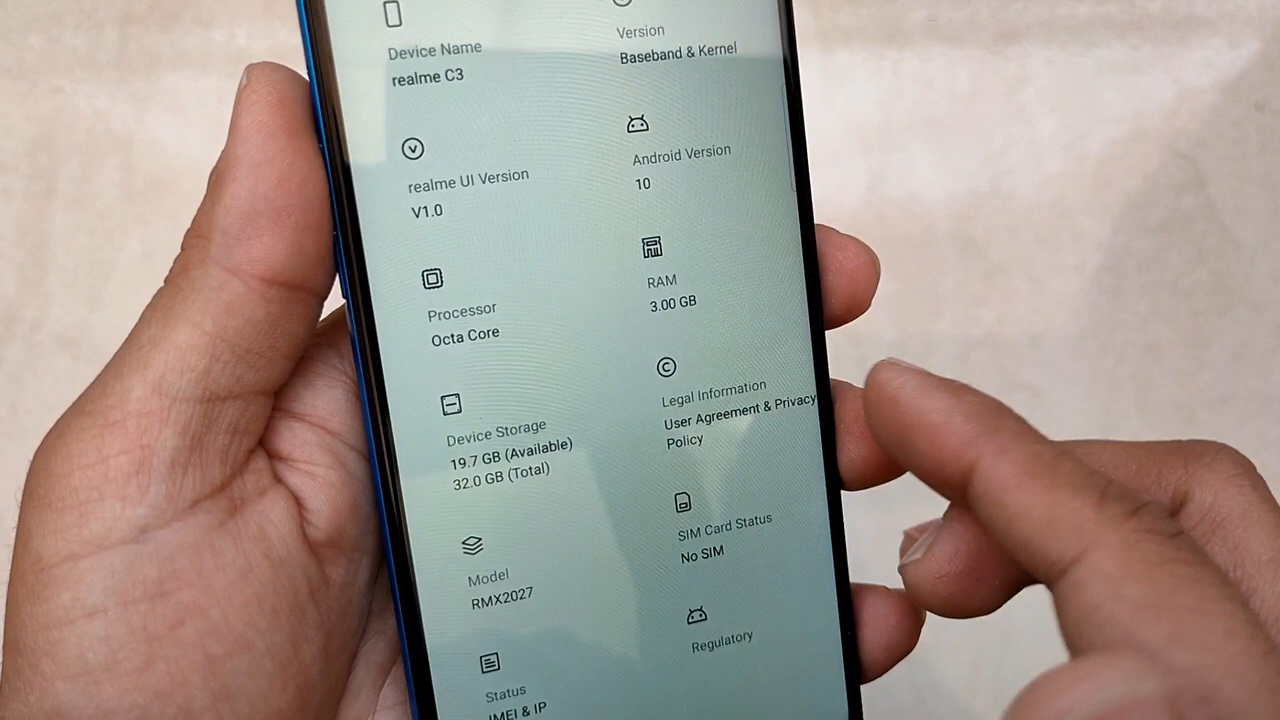 Device Name
realme C3
Version
Baseband & Kernel
realme UI Version
V1.0
Android Version
10
Processor
Octa Core
RAM
3.00 GB
Device Storage
19.7 GB (Available)
32.0 GB (Total)
Legal Information
User Agreement & Privacy
Policy
Model
RMX2027
SIM Card Status
No SIM
Status
IMEI & IP
Regulatory